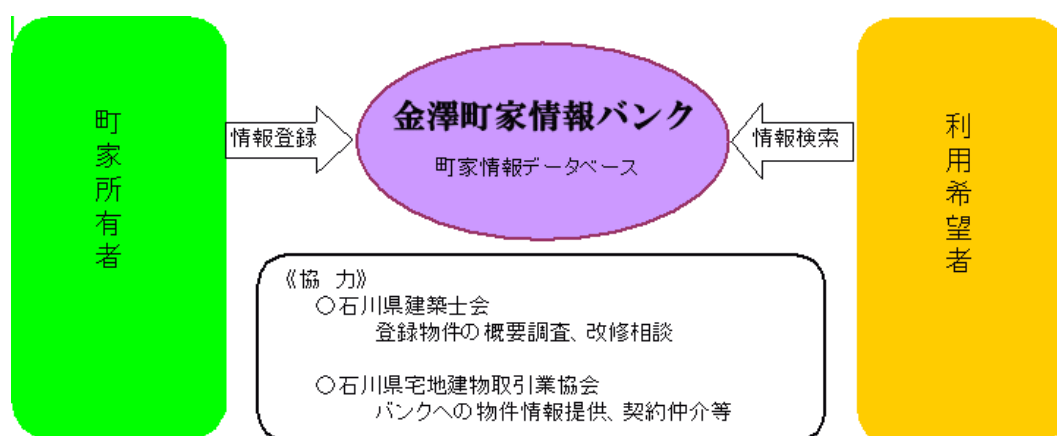 町家所有者
情報登録
金澤町家情報バンク
町家情報データベース
情報検索
利用希望者
《協 力》
○石川県建築士会
登録物件の概要調査、改修相談
○石川県宅地建物取引業協会
バンクへの物件情報提供、契約仲介等